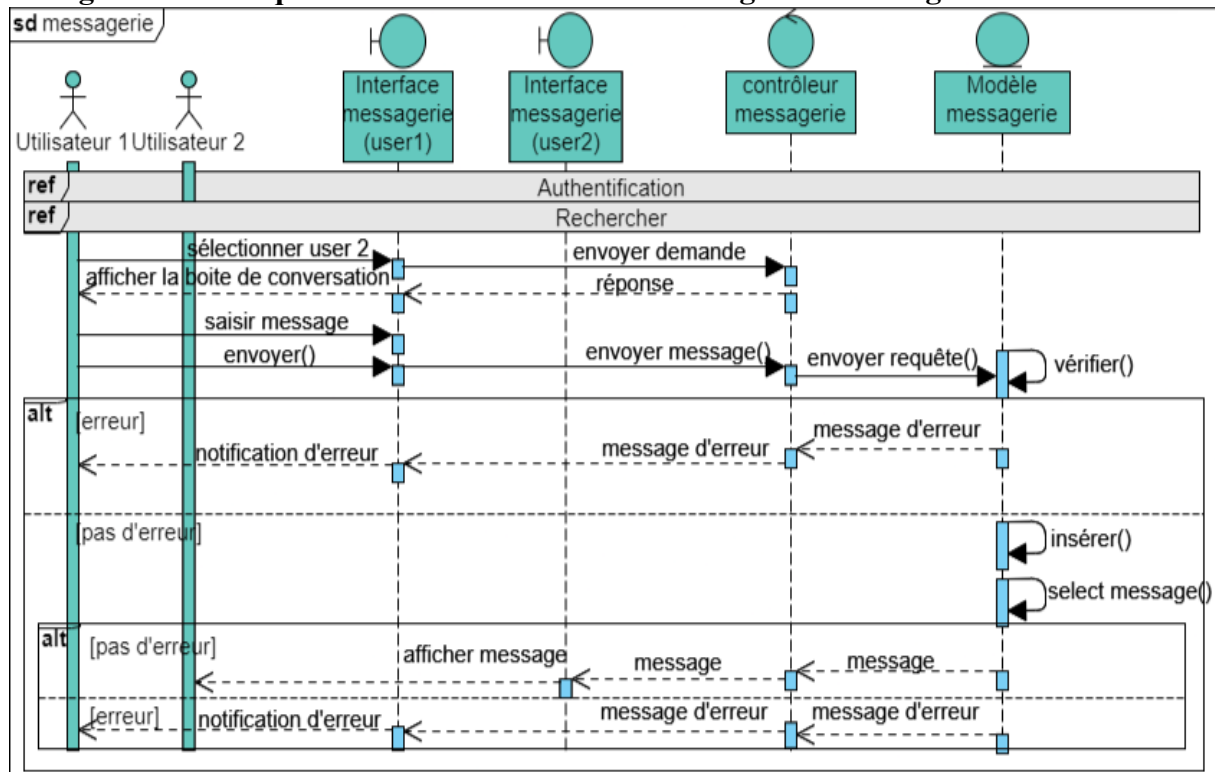 sd messagerie
Utilisateur 1
Utilisateur 2
Interface
messagerie
(user1)
Interface
messagerie
(user2)
contrôleur
messagerie
Modèle
messagerie
ref
Authentification
ref
Rechercher
sélectionner user 2
envoyer demande
afficher la boite de conversation
réponse
saisir message
envoyer()
envoyer message()
envoyer requête()
vérifier()
alt
[erreur]
notification d'erreur
message d'erreur
message d'erreur
[pas d'erreur]
insérer()
select message()
alt
[pas d'erreur]
afficher message
message
message
[erreur]
notification d'erreur
message d'erreur
message d'erreur